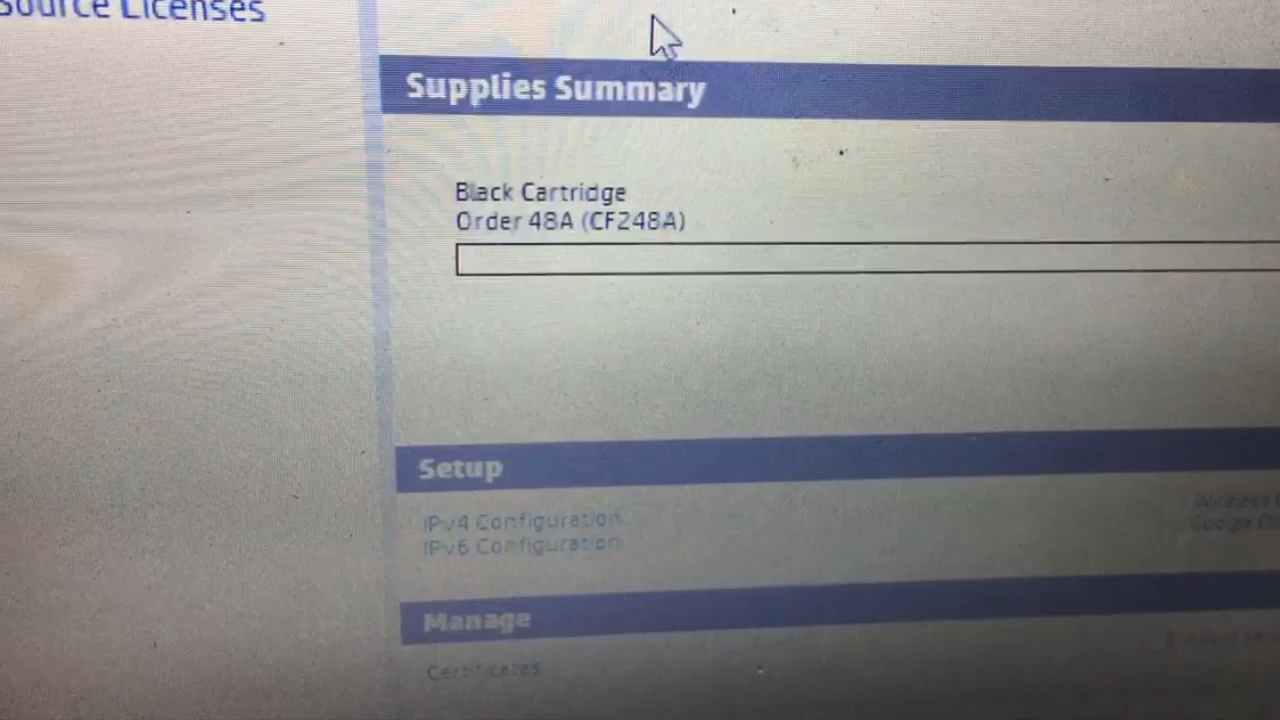 Source Licenses
Supplies Summary
Black Cartridge
Order 48A (CF248A)
Setup
IPv4 Configuration
IPv6 Configuration
Manage
Certificates